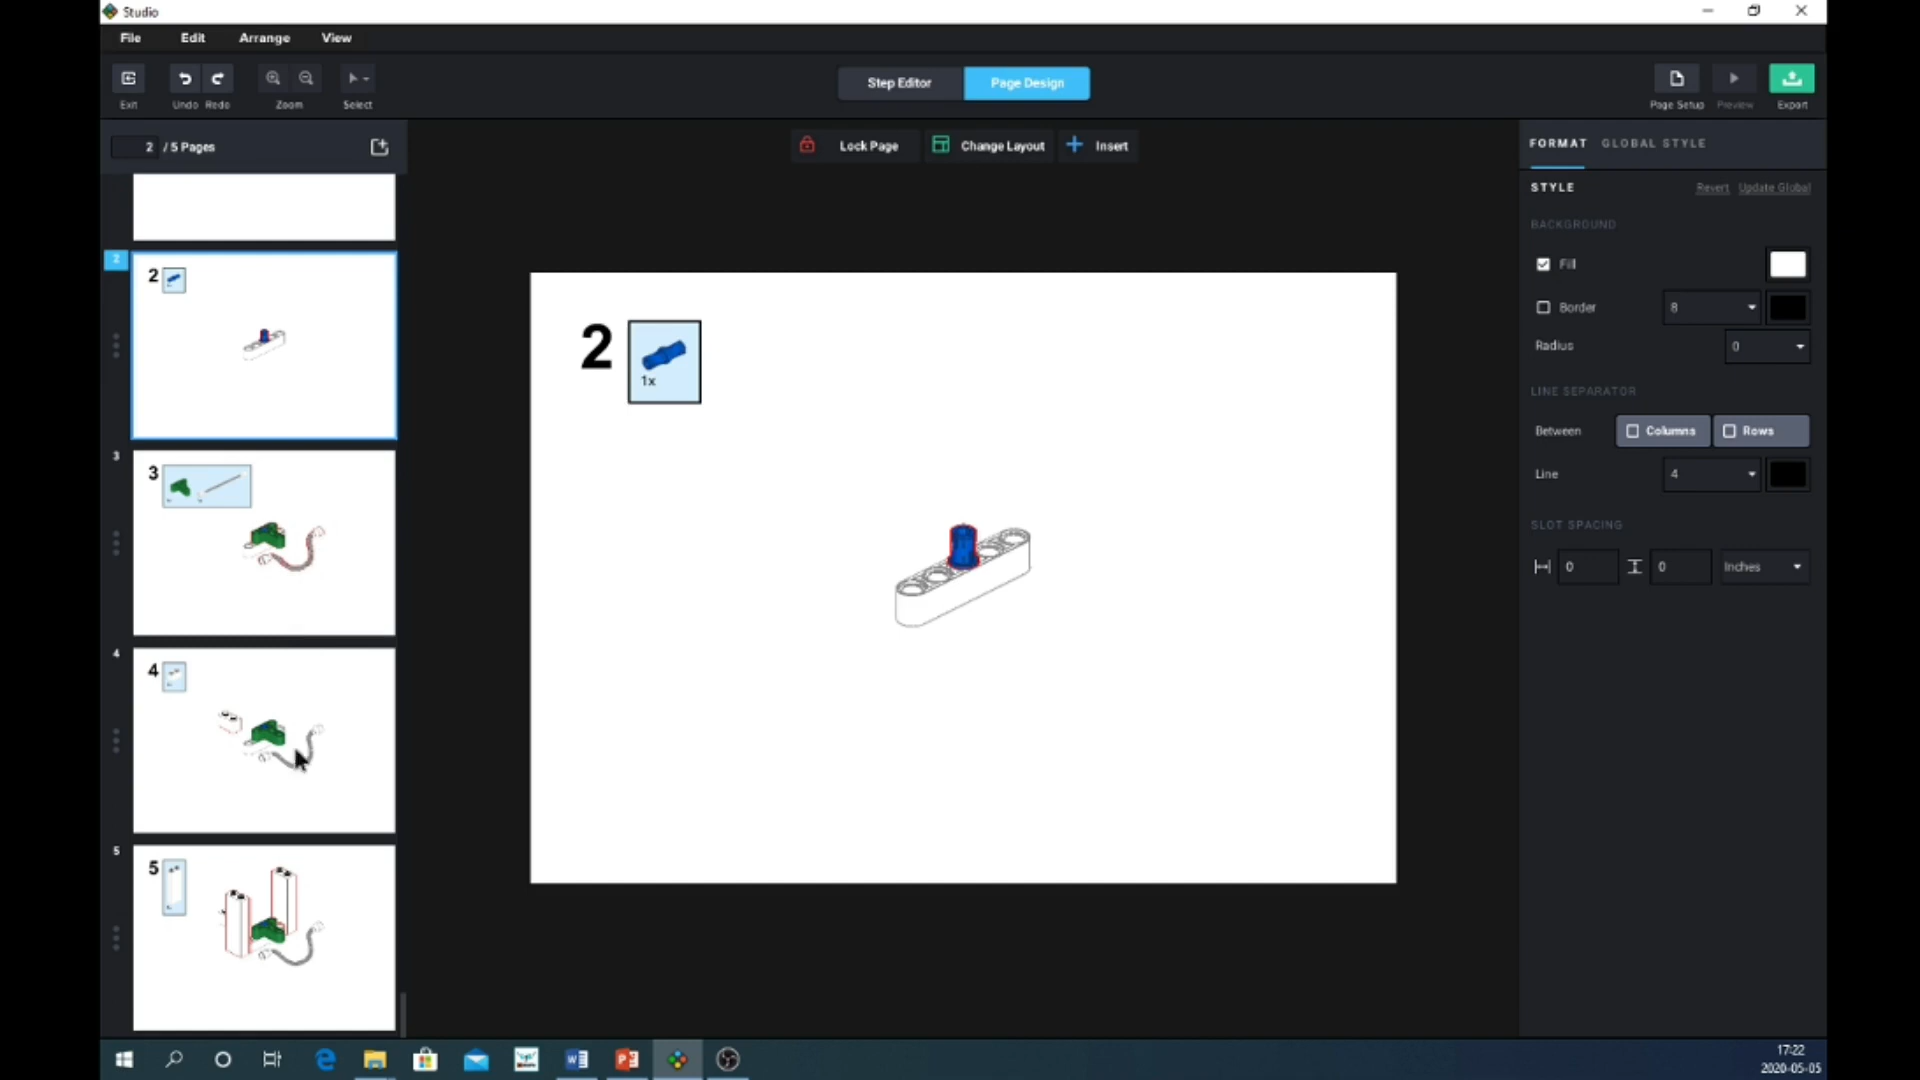 Studio
File Edit Arrange View
Exit Undo Redo Zoom Select
Step Editor Page Design
Page Setup Preview Export
2 / 5 Pages
Lock Page Change Layout Insert
FORMAT GLOBAL STYLE
STYLE Revert Update Global
BACKGROUND
Fill
Border 8
Radius 0
LINE SEPARATOR
Between Columns Rows
Line 4
SLOT SPACING
0 0 Inches
2
2
3
3
4
4
5
5
2
1x
17:22
2020-05-05